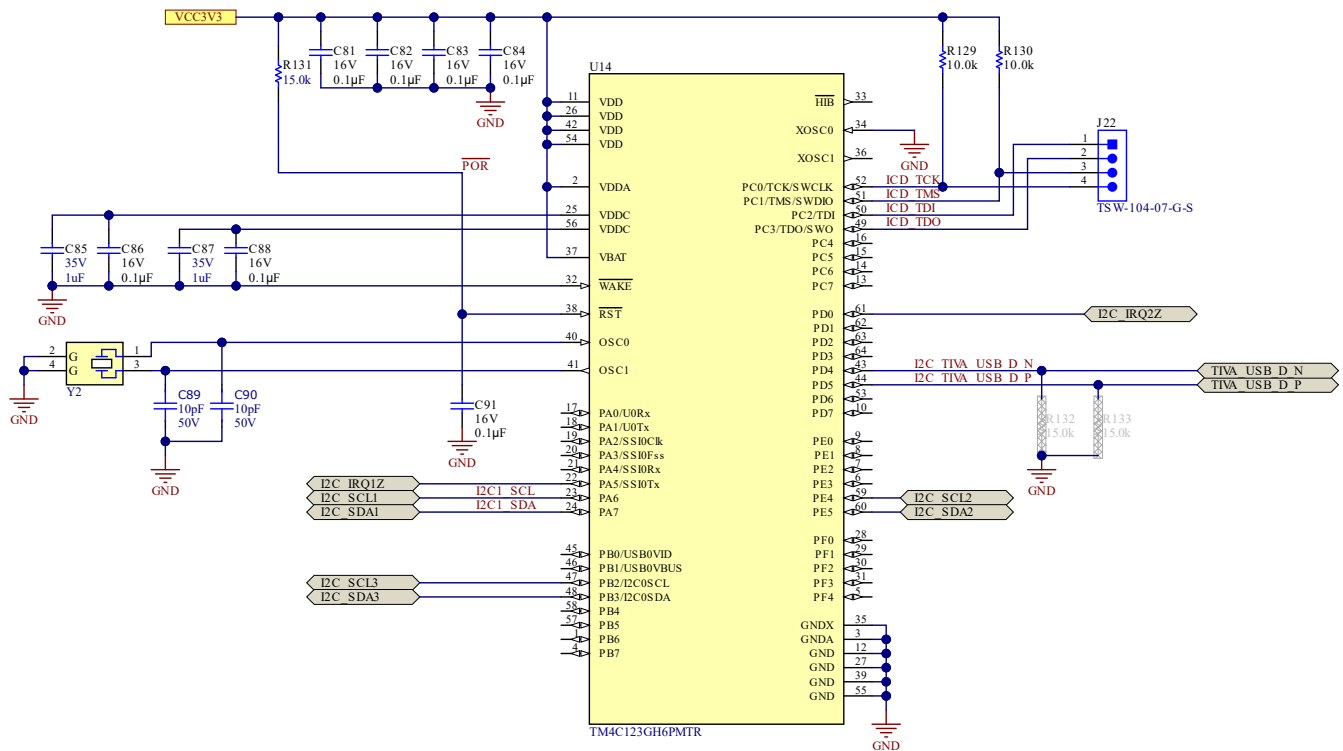 VCC3V3
R131
15.0k
C81
16V
0.1µF
C82
16V
0.1µF
C83
16V
0.1µF
C84
16V
0.1µF
GND
R129
10.0k
R130
10.0k
J22
1
2
3
4
TSW-104-07-G-S
U14
POR
11 VDD
26 VDD
42 VDD
54 VDD
2 VDDA
25 VDDC
56 VDDC
37 VBAT
32 WAKE
38 RST
40 OSC0
41 OSC1
17 PA0/U0Rx
18 PA1/U0Tx
19 PA2/SSI0Clk
20 PA3/SSI0Fss
21 PA4/SSI0Rx
22 PA5/SSI0Tx
23 PA6
24 PA7
45 PB0/USB0VID
46 PB1/USB0VBUS
47 PB2/I2C0SCL
48 PB3/I2C0SDA
58 PB4
57 PB5
1 PB6
4 PB7
HIB 33
XOSC0 34
GND
XOSC1 36
PC0/TCK/SWCLK 52 ICD_TCK
PC1/TMS/SWDIO 51 ICD_TMS
PC2/TDI 50 ICD_TDI
PC3/TDO/SWO 49 ICD_TDO
PC4 16
PC5 15
PC6 14
PC7 13
PD0 61 I2C_IRQ2Z
PD1 62
PD2 63
PD3 64
PD4 43 I2C_TIVA_USB_D_N TIVA_USB_D_N
PD5 44 I2C_TIVA_USB_D_P TIVA_USB_D_P
PD6 53
PD7 10
R132
15.0k
R133
15.0k
GND
PE0 9
PE1 8
PE2 7
PE3 6
PE4 59 I2C_SCL2
PE5 60 I2C_SDA2
PF0 28
PF1 29
PF2 30
PF3 31
PF4 5
GNDX 35
GNDA 3
GND 12
GND 27
GND 39
GND 55
GND
TM4C123GH6PMTR
C85
35V
1uF
C86
16V
0.1µF
C87
35V
1uF
C88
16V
0.1µF
GND
2 G 1
4 G 3
Y2
GND
C89
10pF
50V
C90
10pF
50V
GND
C91
16V
0.1µF
GND
I2C_IRQ1Z
I2C_SCL1 I2C1_SCL
I2C_SDA1 I2C1_SDA
I2C_SCL3
I2C_SDA3